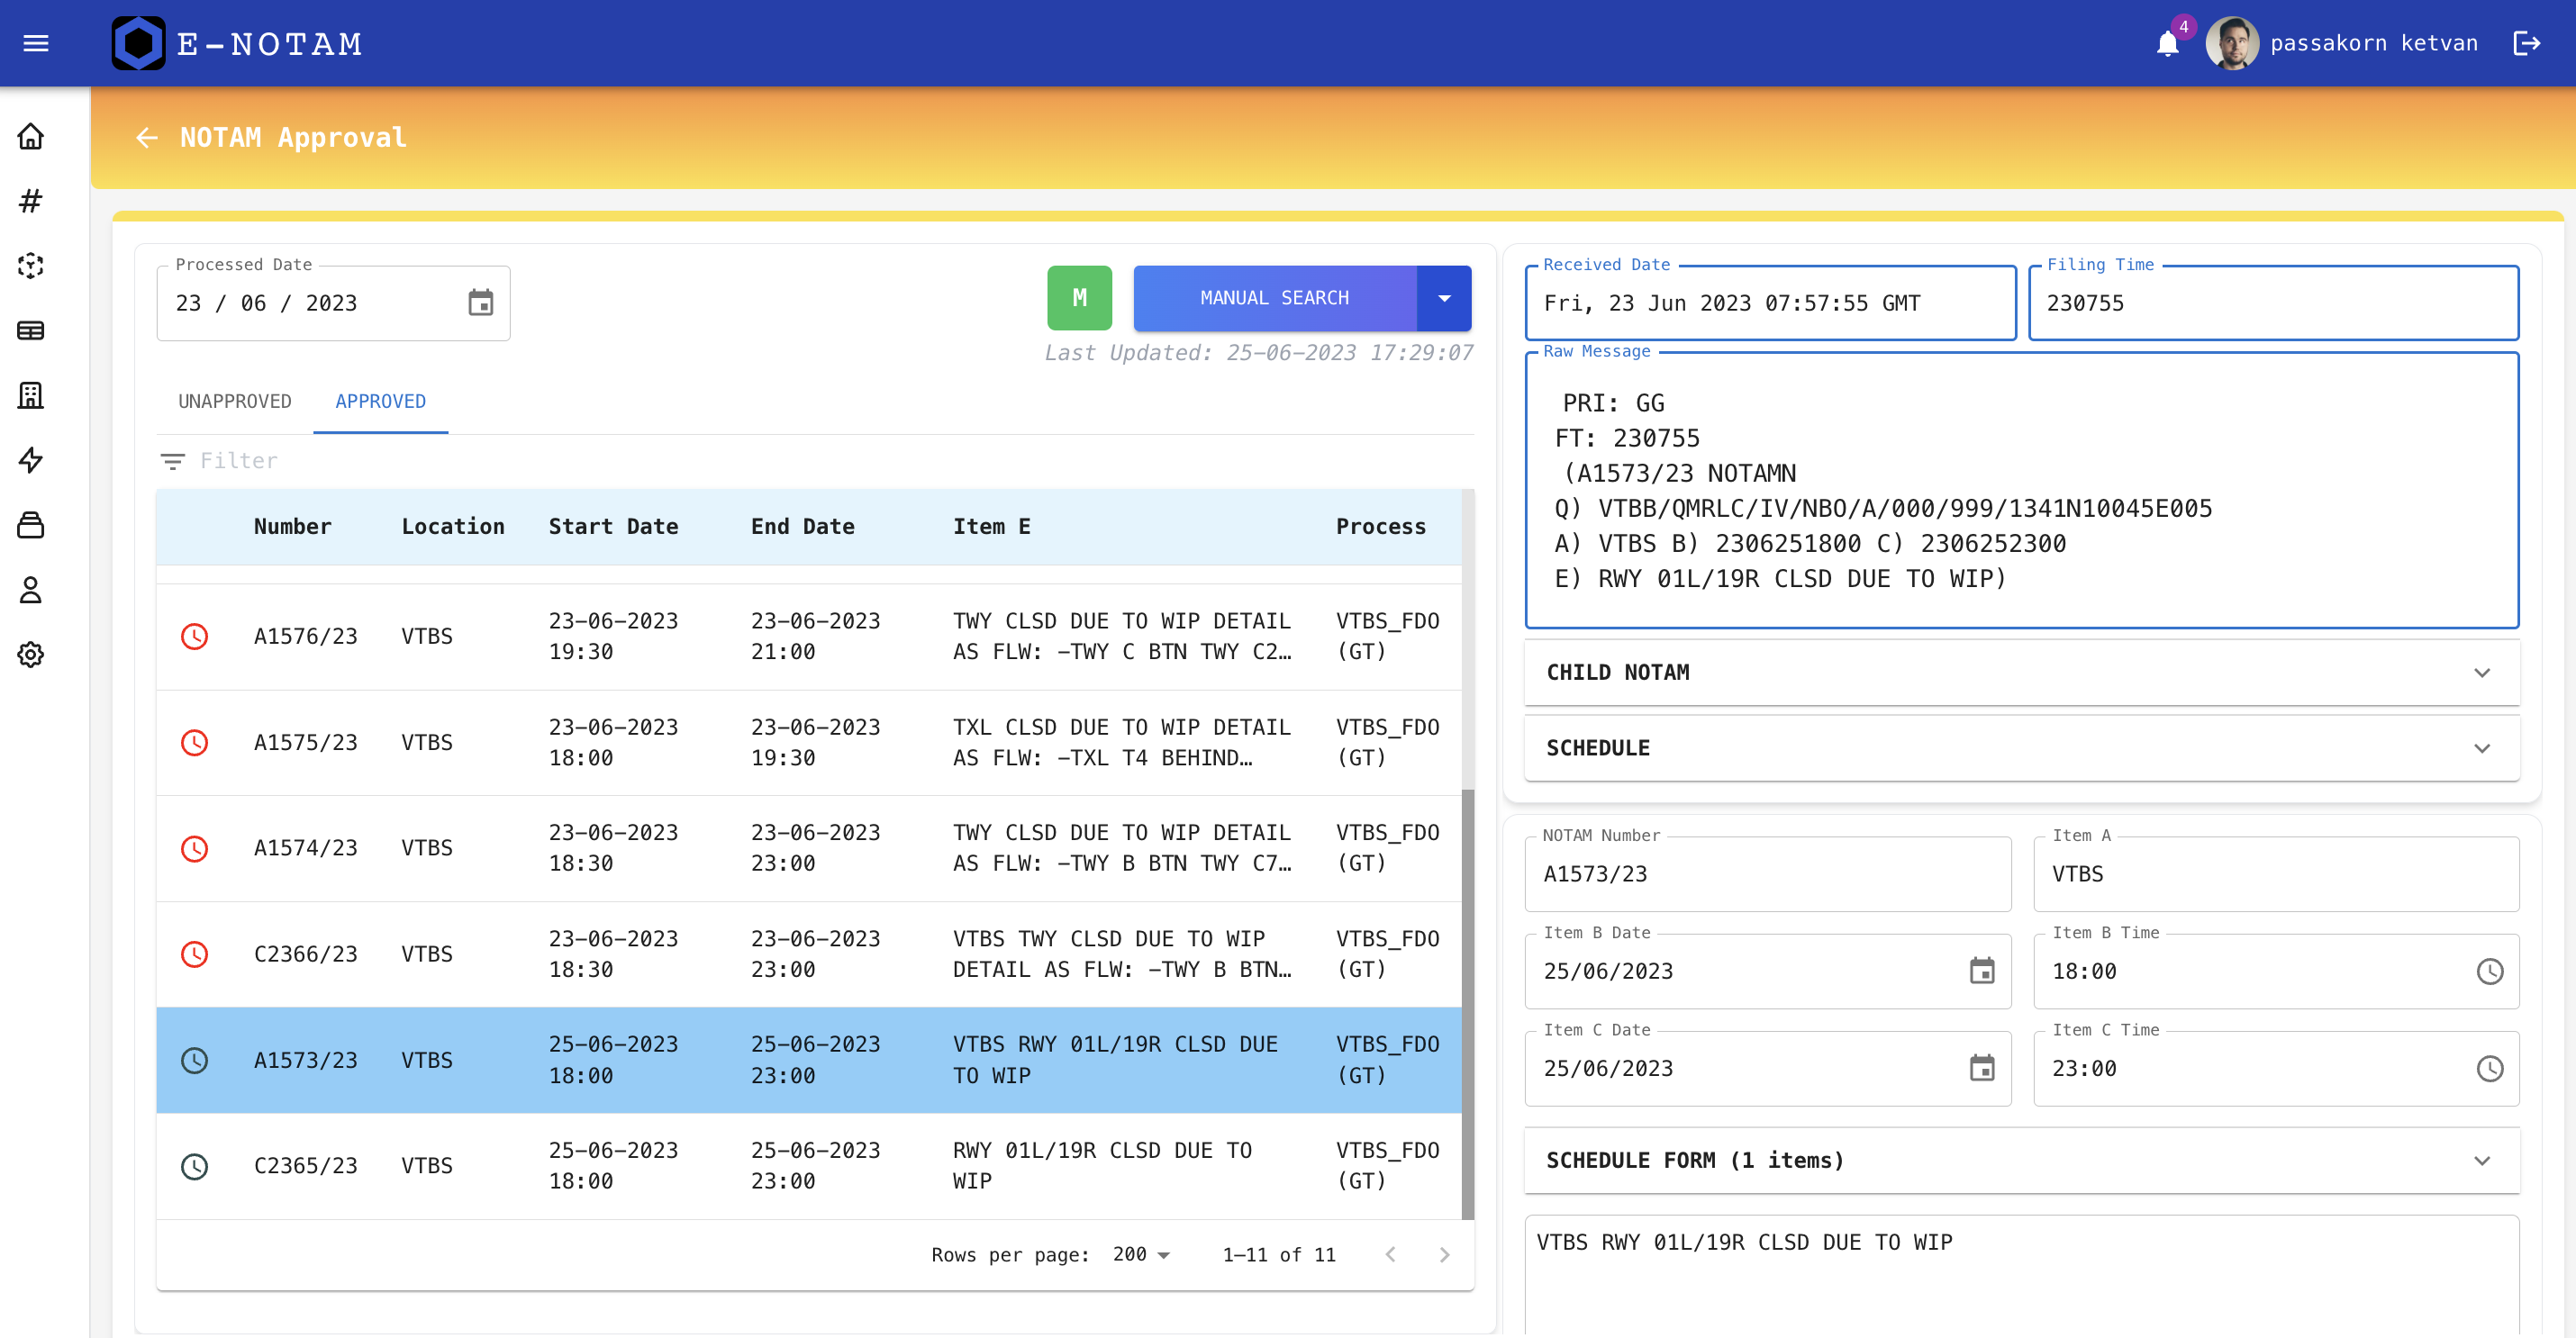 E-NOTAM
4
passakorn ketvan
NOTAM Approval
Processed Date
23 / 06 / 2023
M
MANUAL SEARCH
Last Updated: 25-06-2023 17:29:07
UNAPPROVED
APPROVED
Filter
Number Location Start Date End Date Item E Process
A1576/23 VTBS 23-06-2023 19:30 23-06-2023 21:00 TWY CLSD DUE TO WIP DETAIL AS FLW: -TWY C BTN TWY C2… VTBS_FDO (GT)
A1575/23 VTBS 23-06-2023 18:00 23-06-2023 19:30 TXL CLSD DUE TO WIP DETAIL AS FLW: -TXL T4 BEHIND… VTBS_FDO (GT)
A1574/23 VTBS 23-06-2023 18:30 23-06-2023 23:00 TWY CLSD DUE TO WIP DETAIL AS FLW: -TWY B BTN TWY C7… VTBS_FDO (GT)
C2366/23 VTBS 23-06-2023 18:30 23-06-2023 23:00 VTBS TWY CLSD DUE TO WIP DETAIL AS FLW: -TWY B BTN… VTBS_FDO (GT)
A1573/23 VTBS 25-06-2023 18:00 25-06-2023 23:00 VTBS RWY 01L/19R CLSD DUE TO WIP VTBS_FDO (GT)
C2365/23 VTBS 25-06-2023 18:00 25-06-2023 23:00 RWY 01L/19R CLSD DUE TO WIP VTBS_FDO (GT)
Rows per page: 200 1–11 of 11
Received Date
Fri, 23 Jun 2023 07:57:55 GMT
Filing Time
230755
Raw Message
PRI: GG
FT: 230755
(A1573/23 NOTAMN
Q) VTBB/QMRLC/IV/NBO/A/000/999/1341N10045E005
A) VTBS B) 2306251800 C) 2306252300
E) RWY 01L/19R CLSD DUE TO WIP)
CHILD NOTAM
SCHEDULE
NOTAM Number
A1573/23
Item A
VTBS
Item B Date
25/06/2023
Item B Time
18:00
Item C Date
25/06/2023
Item C Time
23:00
SCHEDULE FORM (1 items)
VTBS RWY 01L/19R CLSD DUE TO WIP